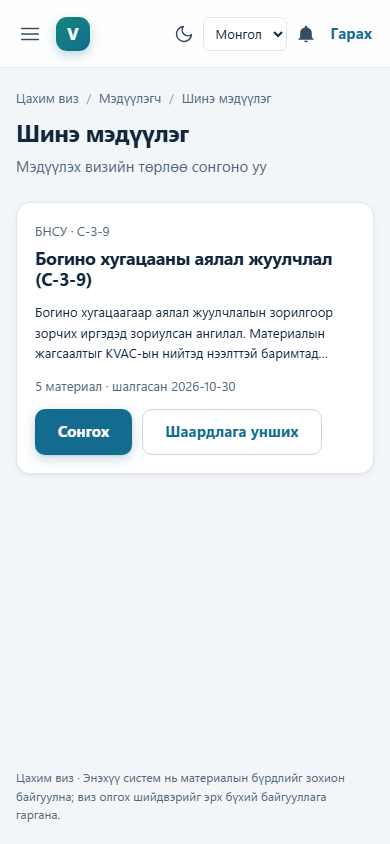 V
Монгол
Гарах
Цахим виз / Мэдүүлэгч / Шинэ мэдүүлэг
Шинэ мэдүүлэг
Мэдүүлэх визийн төрлөө сонгоно уу
БНСУ · C-3-9
Богино хугацааны аялал жуулчлал
(C-3-9)
Богино хугацаагаар аялал жуулчлалын зорилгоор
зорчих иргэдэд зориулсан ангилал. Материалын
жагсаалтыг KVAC-ын нийтэд нээлттэй баримтад...
5 материал · шалгасан 2026-10-30
Сонгох
Шаардлага унших
Цахим виз · Энэхүү систем нь материалын бүрдлийг зохион
байгуулна; виз олгох шийдвэрийг эрх бүхий байгууллага
гаргана.